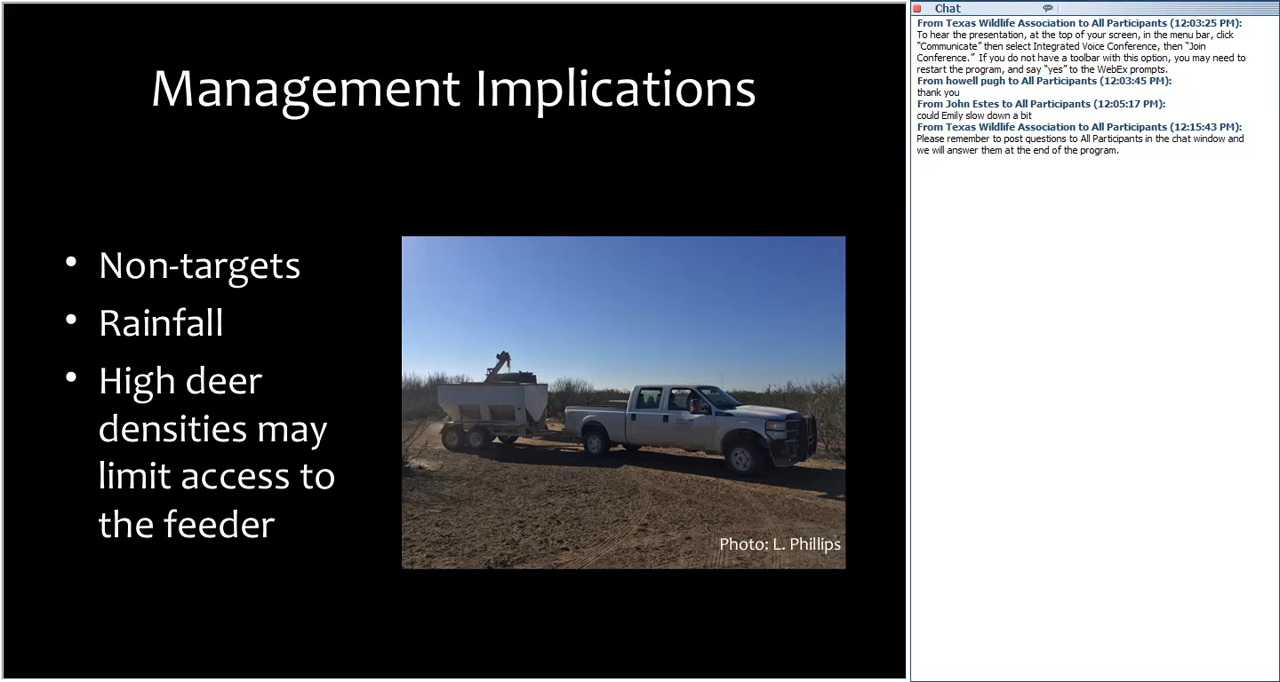 Management Implications
• Non-targets
• Rainfall
• High deer
densities may
limit access to
the feeder
Photo: L. Phillips
Chat
From Texas Wildlife Association to All Participants (12:03:25 PM):
To hear the presentation, at the top of your screen, in the menu bar, click
"Communicate" then select Integrated Voice Conference, then "Join
Conference." If you do not have a toolbar with this option, you may need to
restart the program, and say "yes" to the WebEx prompts.
From howell pugh to All Participants (12:03:45 PM):
thank you
From John Estes to All Participants (12:05:17 PM):
could Emily slow down a bit
From Texas Wildlife Association to All Participants (12:15:43 PM):
Please remember to post questions to All Participants in the chat window and
we will answer them at the end of the program.